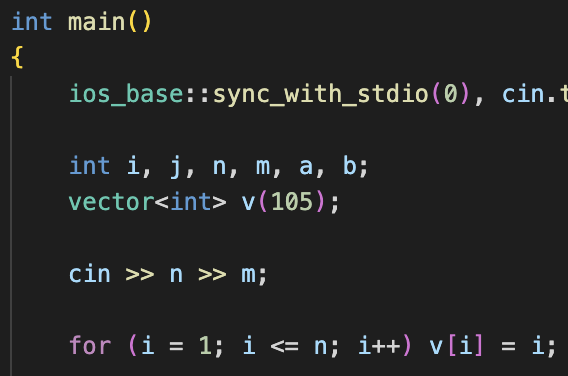 int main()
{
ios_base::sync_with_stdio(0), cin.t
int i, j, n, m, a, b;
vector<int> v(105);
cin >> n >> m;
for (i = 1; i <= n; i++) v[i] = i;